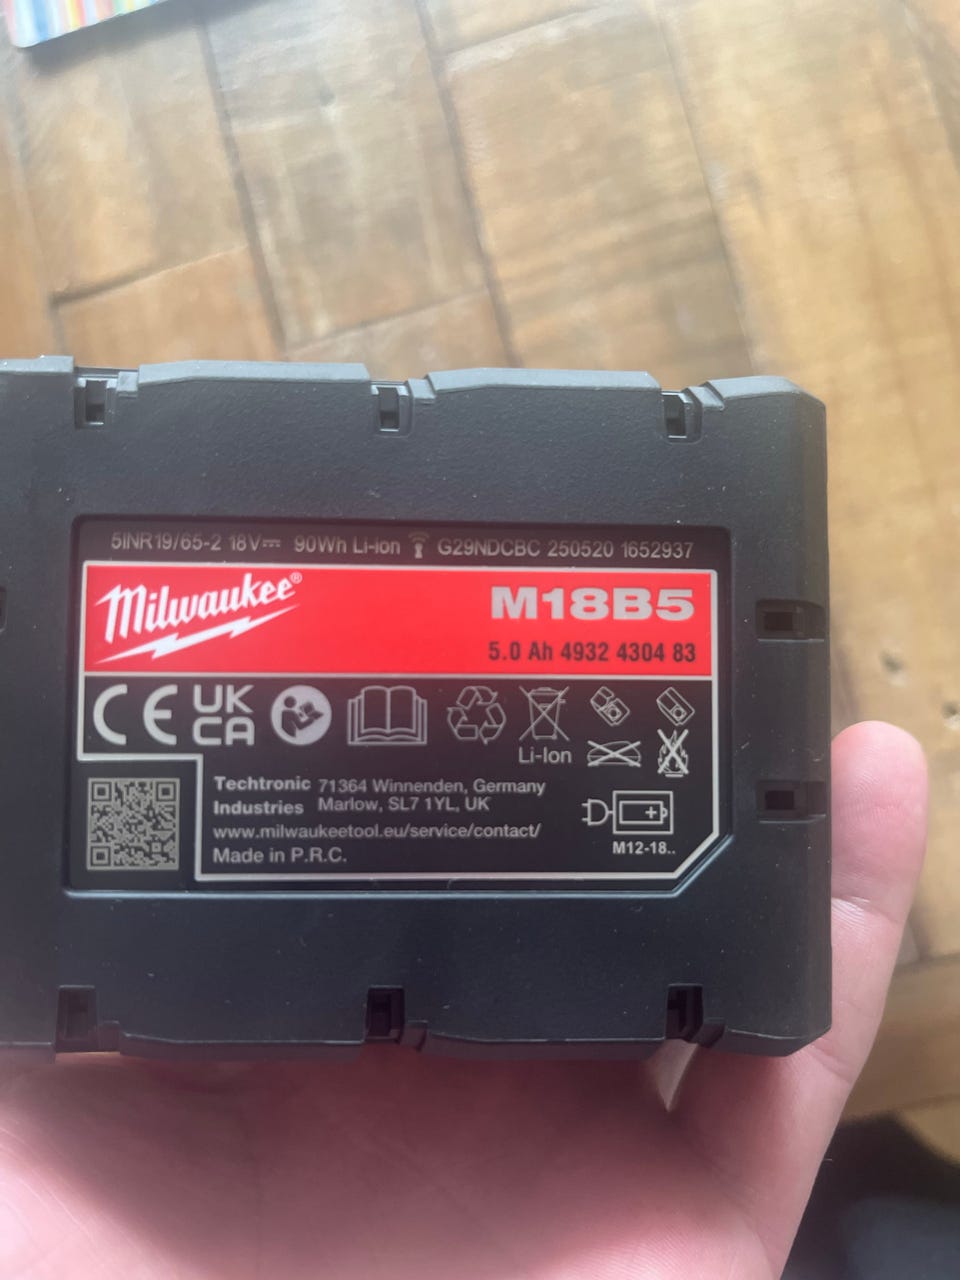 5INR19/65-2 18V⎓ 90Wh Li-ion G29NDCBC 250520 1652937
Milwaukee®
M18B5
5.0 Ah 4932 4304 83
CE UK CA
Li-Ion
Techtronic 71364 Winnenden, Germany
Industries Marlow, SL7 1YL, UK
www.milwaukeetool.eu/service/contact/
Made in P.R.C.
M12-18..